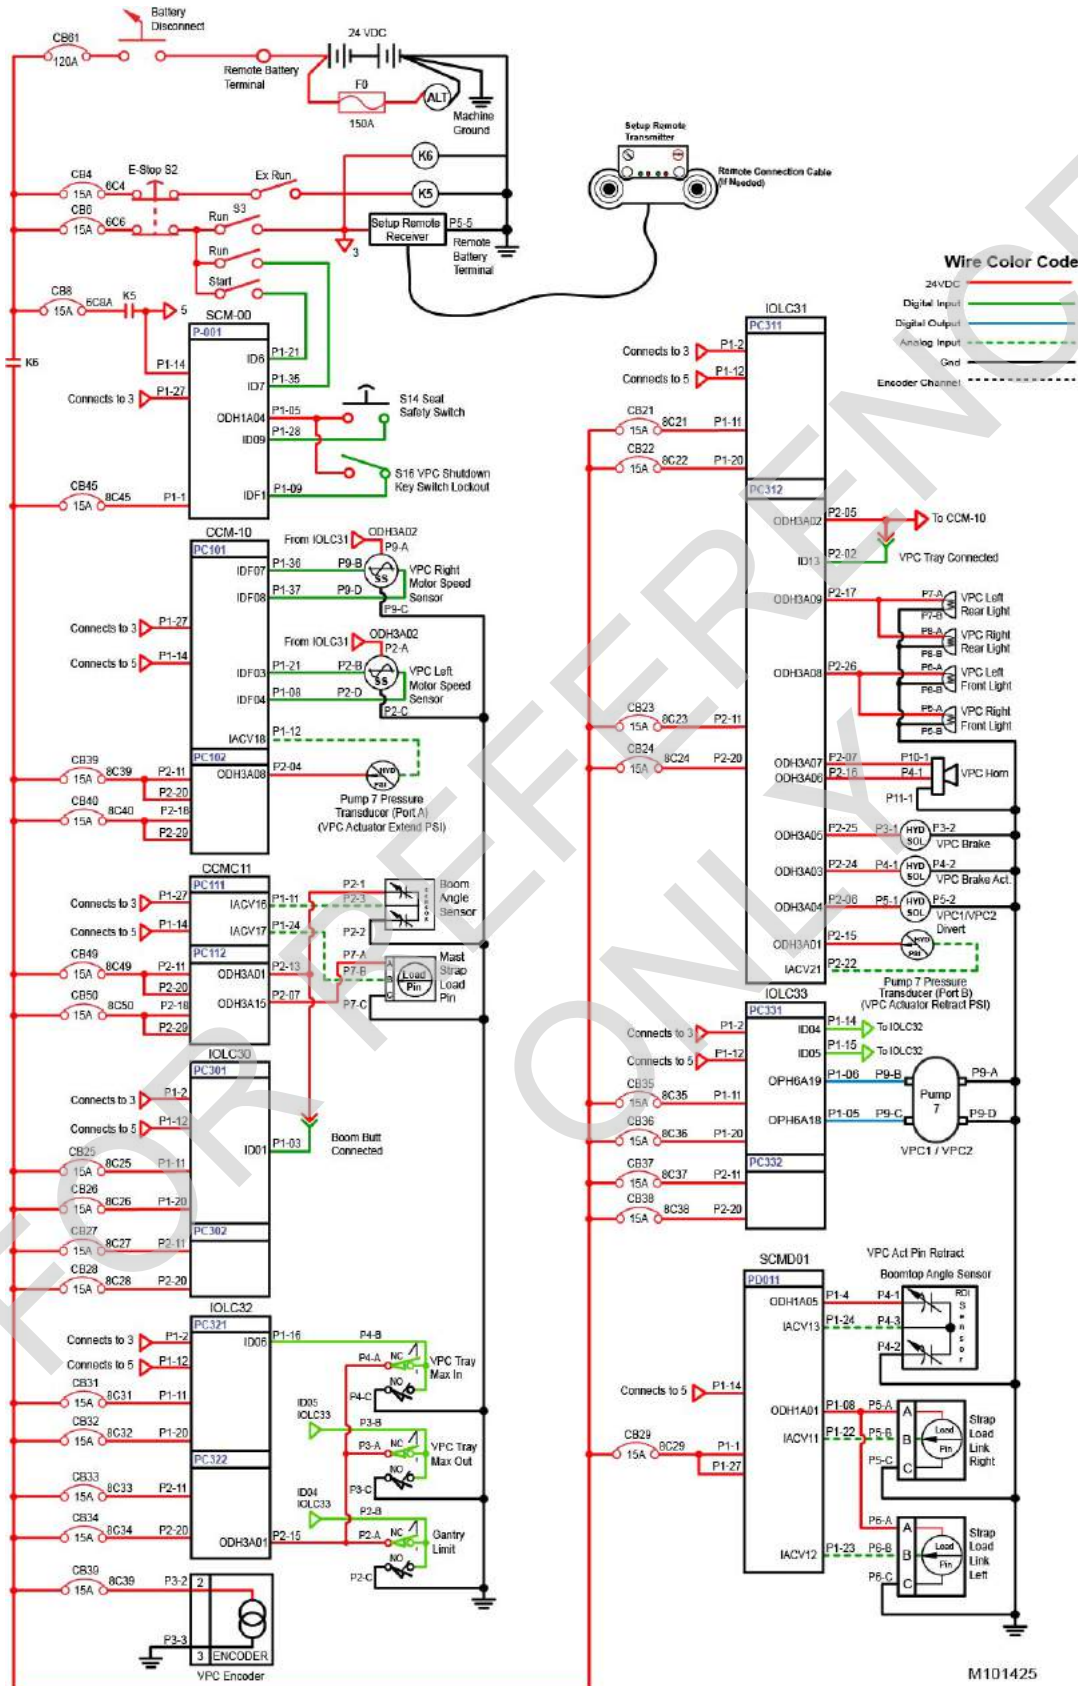 Battery
Disconnect
CB61
120A
Remote Battery
Terminal
24 VDC
F0
150A
ALT
Machine
Ground
K6
CB4
15A
6C4
E-Stop S2
Ex Run
K5
CB6
15A
6C6
Run
S3
3
Setup Remote
Receiver
P5-5
Remote
Battery
Terminal
Run
Start
Setup Remote
Transmitter
Remote Connection Cable
(If Needed)
Wire Color Code
24VDC
Digital Input
Digital Output
Analog Input
Gnd
Encoder Channel
CB8
15A
6C8A
K5
5
K6
SCM-00
P-001
P1-14
Connects to 3
P1-27
ID6
P1-21
ID7
P1-35
ODH1A04
P1-05
ID09
P1-28
IDF1
P1-09
S14 Seat
Safety Switch
S16 VPC Shutdown
Key Switch Lockout
CB45
15A
8C45
P1-1
CCM-10
PC101
From IOLC31
ODH3A02
P9-A
IDF07
P1-36
P9-B
SS
IDF08
P1-37
P9-D
P9-C
VPC Right
Motor Speed
Sensor
Connects to 3
P1-27
Connects to 5
P1-14
From IOLC31
ODH3A02
P2-A
IDF03
P1-21
P2-B
SS
IDF04
P1-08
P2-D
P2-C
VPC Left
Motor Speed
Sensor
IACV18
P1-12
PC102
ODH3A08
P2-04
HYD
PSI
Pump 7 Pressure
Transducer (Port A)
(VPC Actuator Extend PSI)
CB39
15A
8C39
P2-11
P2-20
CB40
15A
8C40
P2-18
P2-29
CCMC11
PC111
Connects to 3
P1-27
Connects to 5
P1-14
IACV16
P1-11
IACV17
P1-24
P2-1
P2-3
P2-2
Boom
Angle
Sensor
PC112
CB49
15A
8C49
P2-11
P2-20
CB50
15A
8C50
P2-18
P2-29
ODH3A01
P2-13
ODH3A15
P2-07
P7-A
P7-B
P7-C
A
B
C
Load
Pin
Mast
Strap
Load
Pin
IOLC30
PC301
Connects to 3
P1-2
Connects to 5
P1-12
ID01
P1-03
Boom Butt
Connected
CB25
15A
8C25
P1-11
CB26
15A
8C26
P1-20
PC302
CB27
15A
8C27
P2-11
CB28
15A
8C28
P2-20
IOLC32
PC321
Connects to 3
P1-2
Connects to 5
P1-12
ID06
P1-16
P4-B
P4-A
NC
NO
P4-C
VPC Tray
Max In
CB31
15A
8C31
P1-11
CB32
15A
8C32
P1-20
PC322
ID05
IOLC33
P3-B
P3-A
NC
NO
P3-C
VPC Tray
Max Out
CB33
15A
8C33
P2-11
CB34
15A
8C34
P2-20
ID04
IOLC33
P2-B
ODH3A01
P2-15
P2-A
NC
NO
P2-C
Gantry
Limit
CB39
15A
8C39
P3-2
2
P3-3
3
ENCODER
VPC Encoder
IOLC31
PC311
Connects to 3
P1-2
Connects to 5
P1-12
CB21
15A
8C21
P1-11
CB22
15A
8C22
P1-20
PC312
ODH3A02
P2-05
To CCM-10
ID13
P2-02
VPC Tray Connected
ODH3A09
P2-17
P7-A
P7-B
VPC Left
Rear Light
P8-A
P8-B
VPC Right
Rear Light
ODH3A08
P2-26
P6-A
P6-B
VPC Left
Front Light
P5-A
P5-B
VPC Right
Front Light
CB23
15A
8C23
P2-11
CB24
15A
8C24
P2-20
ODH3A07
P2-07
P10-1
ODH3A06
P2-16
P4-1
P11-1
VPC Horn
ODH3A05
P2-25
P3-1
HYD
SOL
P3-2
VPC Brake
ODH3A03
P2-24
P4-1
HYD
SOL
P4-2
VPC Brake Act.
ODH3A04
P2-06
P5-1
HYD
SOL
P5-2
VPC1/VPC2
Divert
ODH3A01
P2-15
HYD
PSI
IACV21
P2-22
Pump 7 Pressure
Transducer (Port B)
(VPC Actuator Retract PSI)
IOLC33
PC331
Connects to 3
P1-2
Connects to 5
P1-12
ID04
P1-14
To IOLC32
ID05
P1-15
To IOLC32
OPH6A19
P1-06
P9-B
P9-A
Pump
7
OPH6A18
P1-05
P9-C
P9-D
VPC1 / VPC2
CB35
15A
8C35
P1-11
CB36
15A
8C36
P1-20
PC332
CB37
15A
8C37
P2-11
CB38
15A
8C38
P2-20
SCMD01
PD011
VPC Act Pin Retract
Boomtop Angle Sensor
ODH1A05
P1-4
P4-1
IACV13
P1-24
P4-3
P4-2
Connects to 5
P1-14
ODH1A01
P1-08
P5-A
A
IACV11
P1-22
P5-B
B
P5-C
C
Load
Pin
Strap
Load
Link
Right
CB29
15A
8C29
P1-1
P1-27
P6-A
A
IACV12
P1-23
P6-B
B
P6-C
C
Load
Pin
Strap
Load
Link
Left
M101425
FOR REFERENCE
ONLY